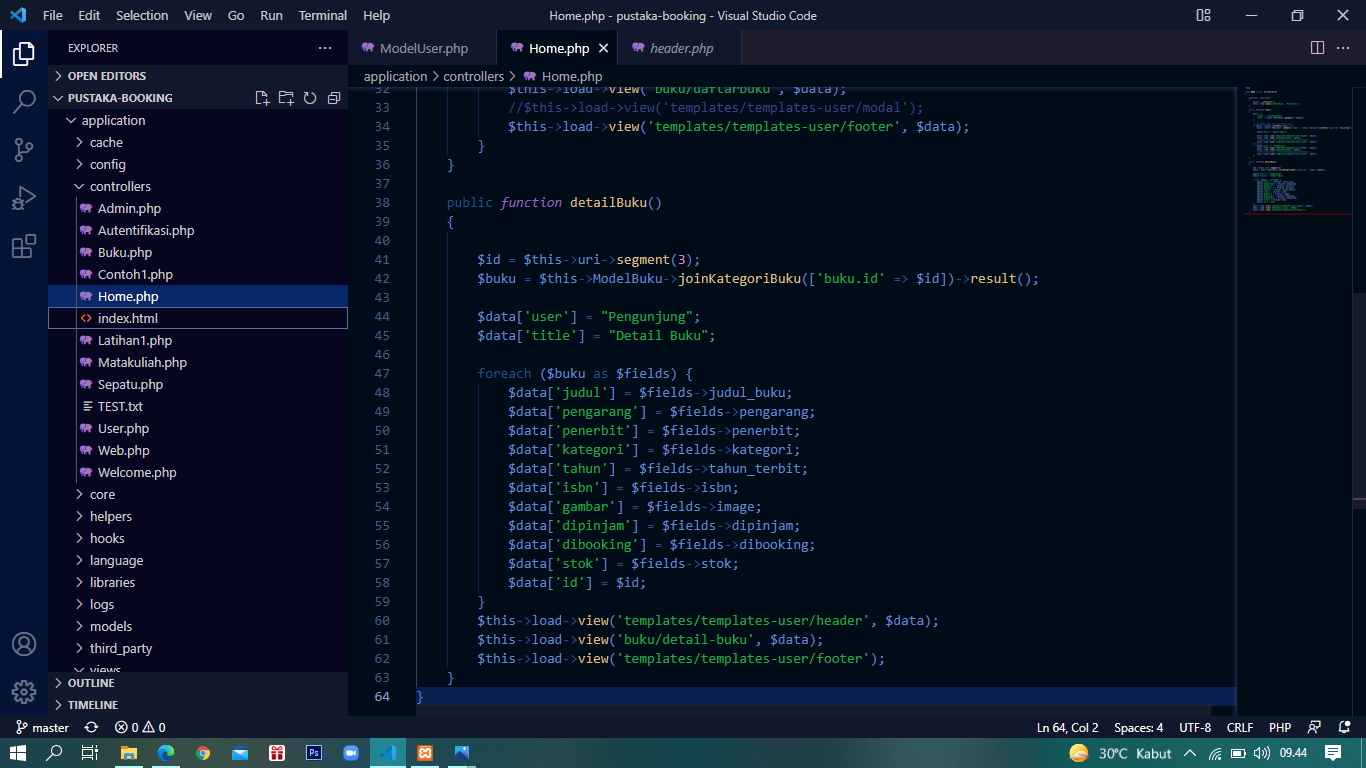 File Edit Selection View Go Run Terminal Help
Home.php - pustaka-booking - Visual Studio Code
EXPLORER
OPEN EDITORS
PUSTAKA-BOOKING
application
cache
config
controllers
Admin.php
Autentifikasi.php
Buku.php
Contoh1.php
Home.php
index.html
Latihan1.php
Matakuliah.php
Sepatu.php
TEST.txt
User.php
Web.php
Welcome.php
core
helpers
hooks
language
libraries
logs
models
third_party
views
OUTLINE
TIMELINE
ModelUser.php Home.php header.php
application > controllers > Home.php
32 $this->load->view('buku/daftarbuku', $data);
33 //$this->load->view('templates/templates-user/modal');
34 $this->load->view('templates/templates-user/footer', $data);
35 }
36 }
37
38 public function detailBuku()
39 {
40
41 $id = $this->uri->segment(3);
42 $buku = $this->ModelBuku->joinKategoriBuku(['buku.id' => $id])->result();
43
44 $data['user'] = "Pengunjung";
45 $data['title'] = "Detail Buku";
46
47 foreach ($buku as $fields) {
48 $data['judul'] = $fields->judul_buku;
49 $data['pengarang'] = $fields->pengarang;
50 $data['penerbit'] = $fields->penerbit;
51 $data['kategori'] = $fields->kategori;
52 $data['tahun'] = $fields->tahun_terbit;
53 $data['isbn'] = $fields->isbn;
54 $data['gambar'] = $fields->image;
55 $data['dipinjam'] = $fields->dipinjam;
56 $data['dibooking'] = $fields->dibooking;
57 $data['stok'] = $fields->stok;
58 $data['id'] = $id;
59 }
60 $this->load->view('templates/templates-user/header', $data);
61 $this->load->view('buku/detail-buku', $data);
62 $this->load->view('templates/templates-user/footer');
63 }
64 }
master 0 0 Ln 64, Col 2 Spaces: 4 UTF-8 CRLF PHP
Ps 30°C Kabut 09.44